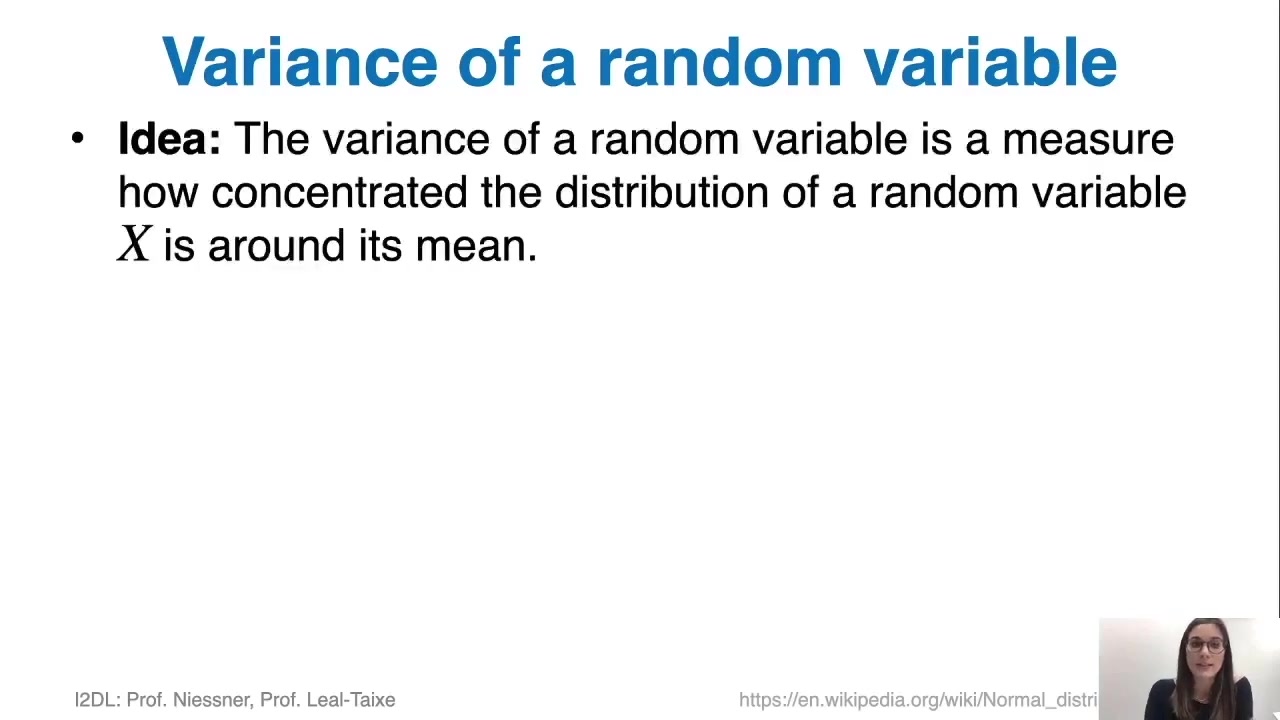 Variance of a random variable
• Idea: The variance of a random variable is a measure
how concentrated the distribution of a random variable
X is around its mean.
I2DL: Prof. Niessner, Prof. Leal-Taixe
https://en.wikipedia.org/wiki/Normal_distri